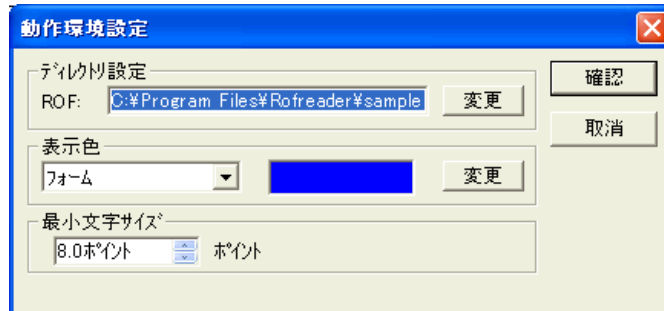 動作環境設定
ﾃﾞｨﾚｸﾄﾘ設定
ROF: C:¥Program Files¥Rofreader¥sample 変更
確認
取消
表示色
フォーム 変更
最小文字ｻｲｽﾞ
8.0ﾎﾟｲﾝﾄ ﾎﾟｲﾝﾄ